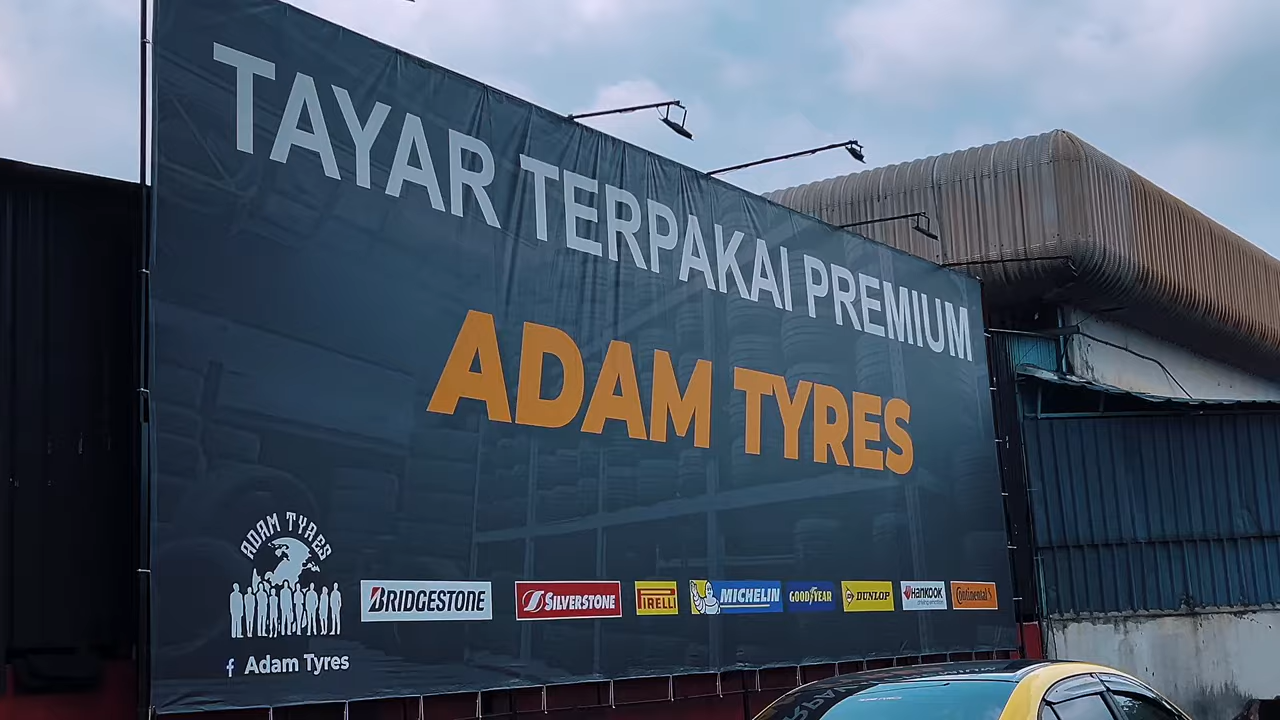 TAYAR TERPAKAI PREMIUM
ADAM TYRES
ADAM TYRES
BRIDGESTONE
SILVERSTONE
PIRELLI
MICHELIN
GOODYEAR
DUNLOP
HANKOOK
Continental
f Adam Tyres